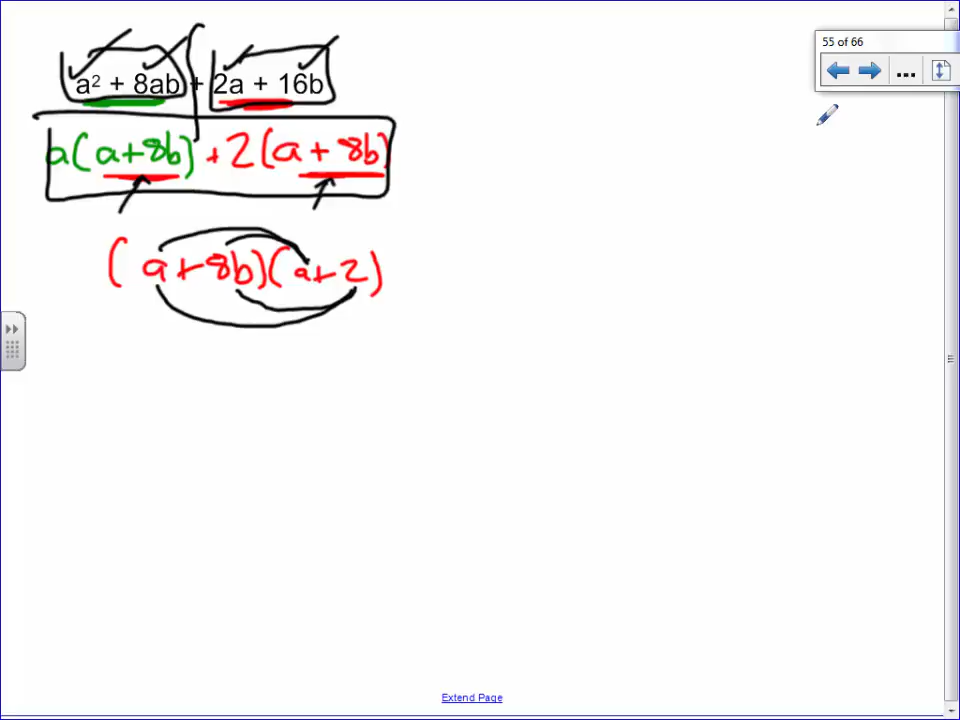 55 of 66
a² + 8ab + 2a + 16b
a(a+8b) + 2(a + 8b)
(a+8b)(a+2)
Extend Page